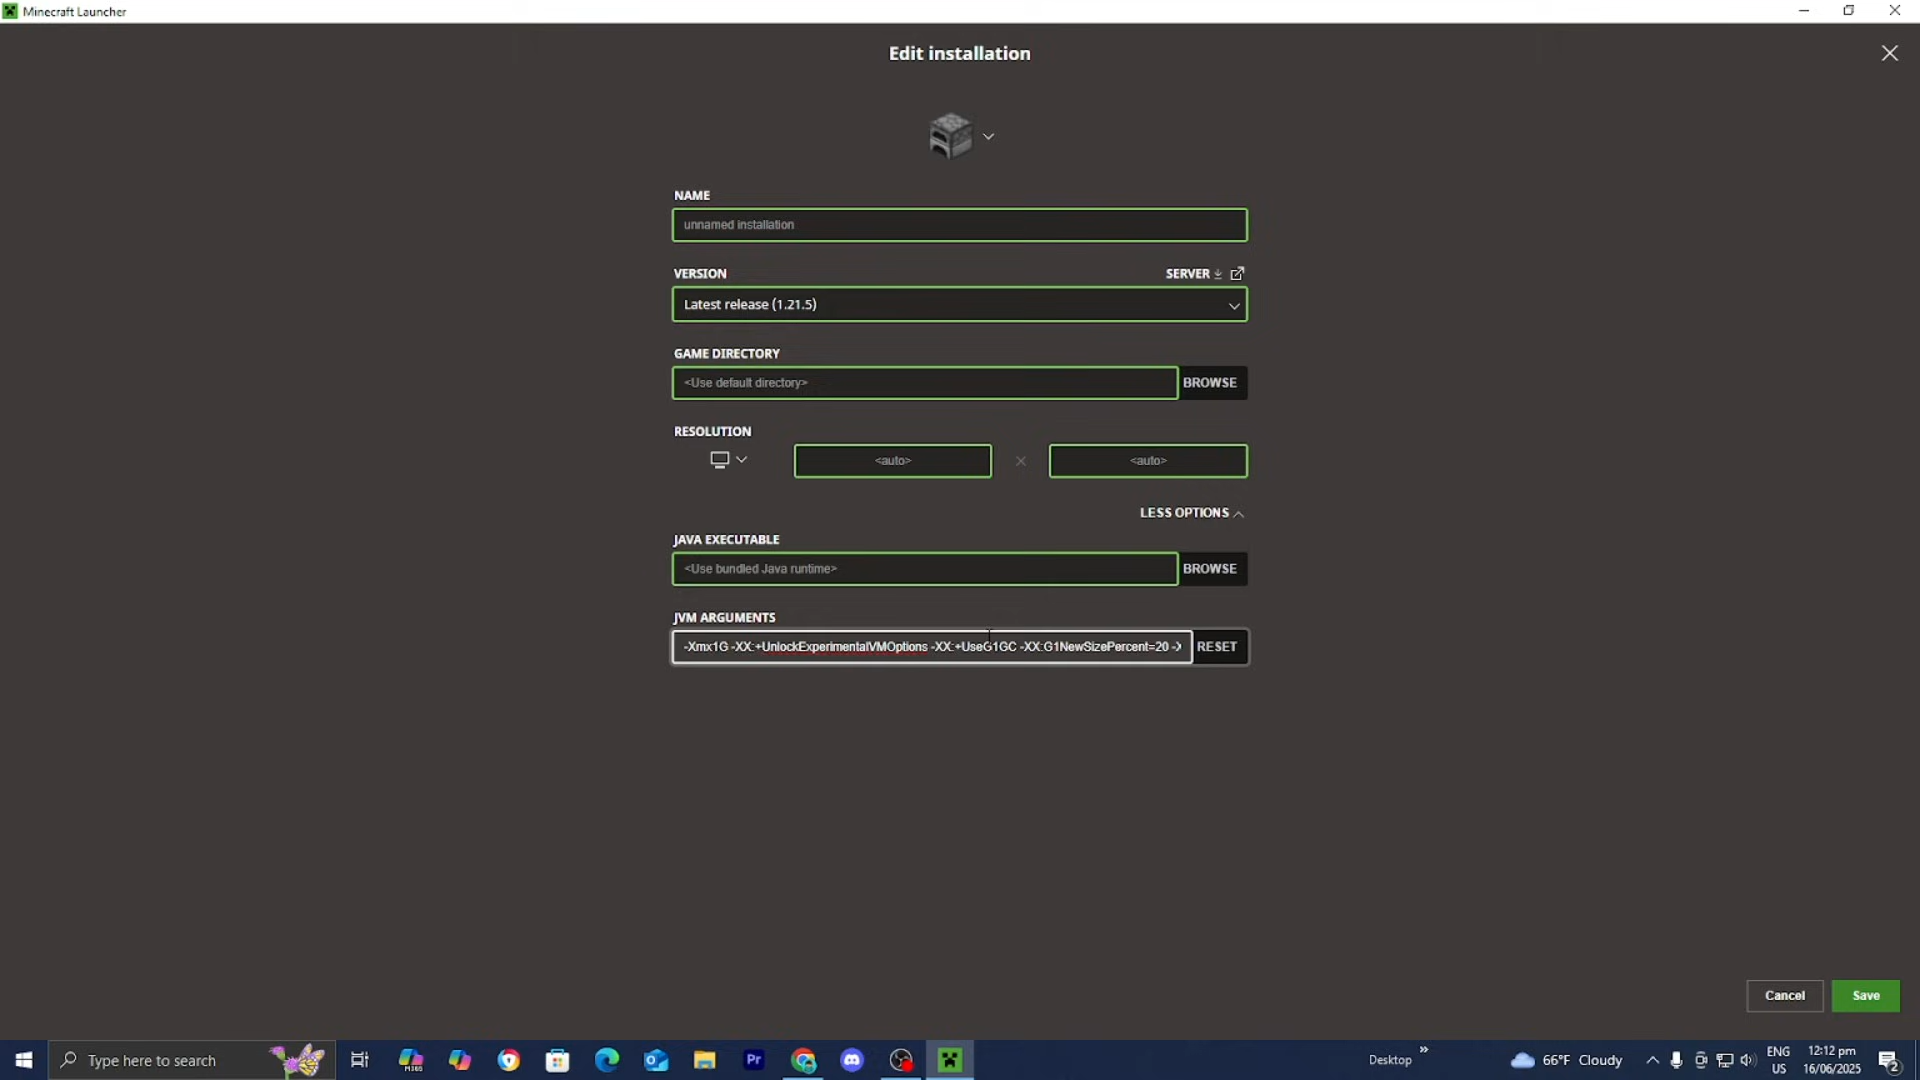 Minecraft Launcher
Edit installation
NAME
unnamed installation
VERSION
SERVER
Latest release (1.21.5)
GAME DIRECTORY
<Use default directory>
BROWSE
RESOLUTION
<auto>
<auto>
LESS OPTIONS
JAVA EXECUTABLE
<Use bundled Java runtime>
BROWSE
JVM ARGUMENTS
-Xmx1G -XX:+UnlockExperimentalVMOptions -XX:+UseG1GC -XX:G1NewSizePercent=20 -X
RESET
Cancel
Save
Type here to search
M365
Pr
Desktop
66°F Cloudy
ENG
US
12:12 pm
16/06/2025
2